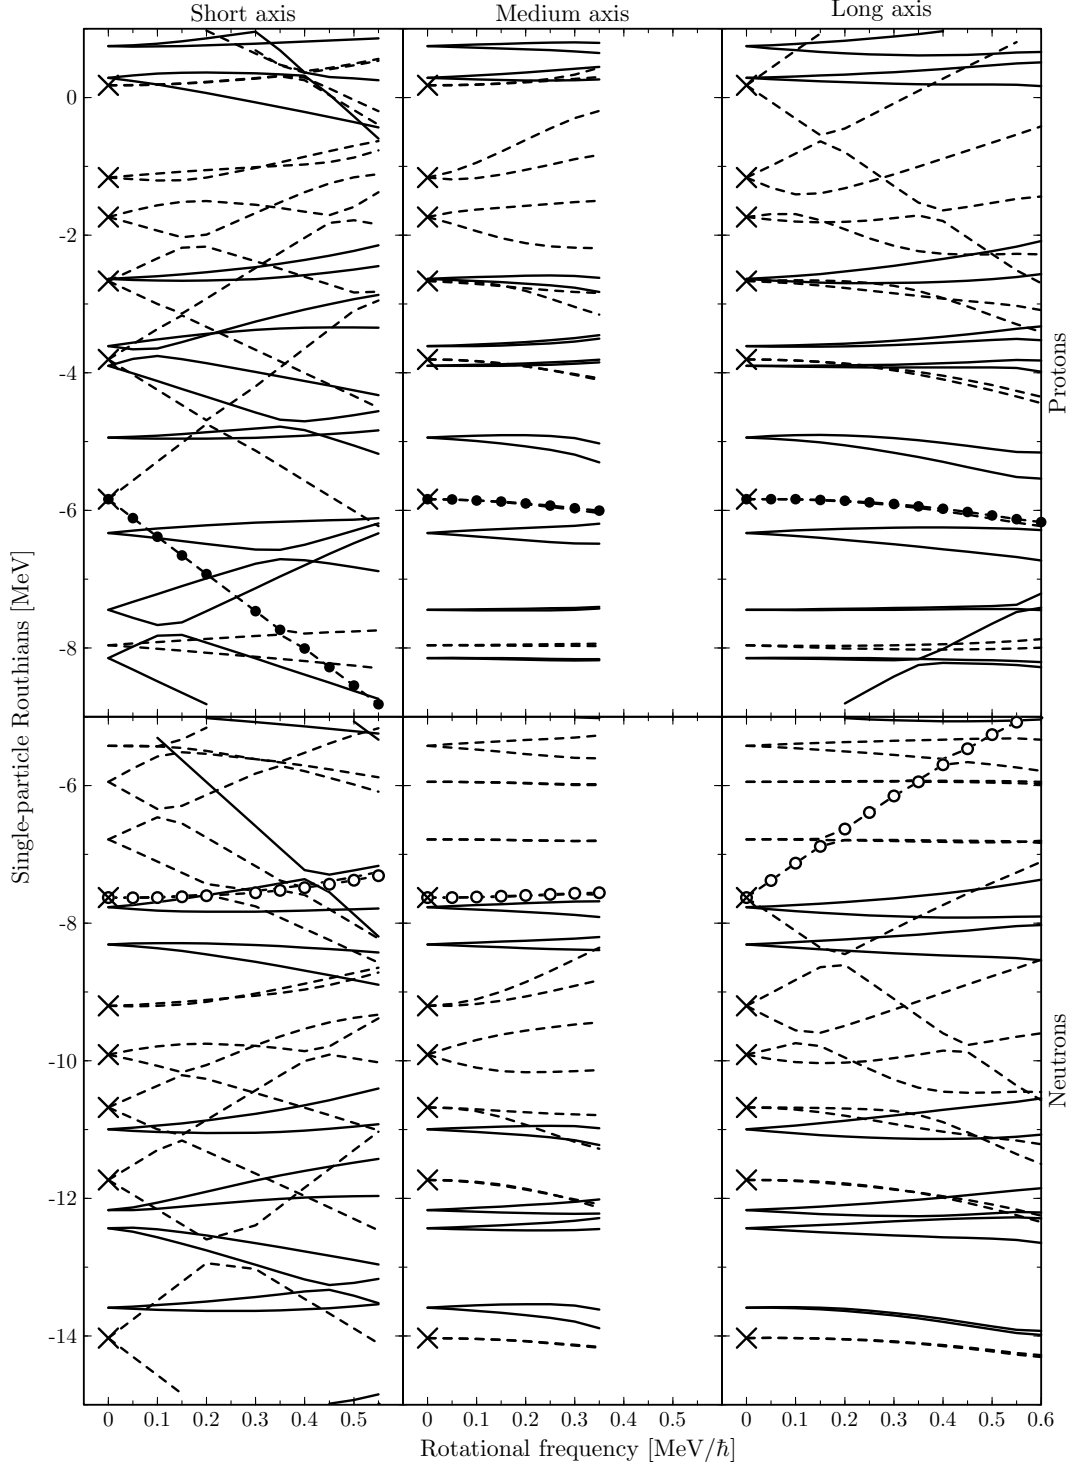 Short axis Medium axis Long axis
0
-2
-4
-6
-8
Protons
Single-particle Routhians [MeV]
-6
-8
-10
-12
-14
Neutrons
0 0.1 0.2 0.3 0.4 0.5 0 0.1 0.2 0.3 0.4 0.5 0 0.1 0.2 0.3 0.4 0.5 0.6
Rotational frequency [MeV/ℏ]